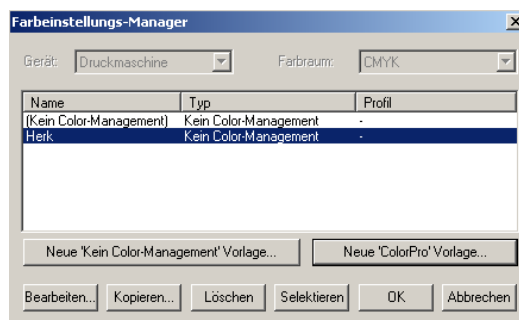 Farbeinstellungs-Manager
Gerät: Druckmaschine Farbraum: CMYK
Name Typ Profil
(Kein Color-Management) Kein Color-Management -
Herk Kein Color-Management -
Neue 'Kein Color-Management' Vorlage... Neue 'ColorPro' Vorlage...
Bearbeiten... Kopieren... Löschen Selektieren OK Abbrechen